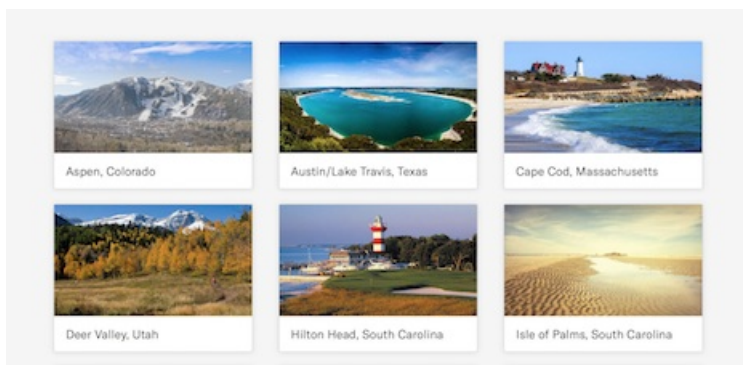 Aspen, Colorado
Austin/Lake Travis, Texas
Cape Cod, Massachusetts
Deer Valley, Utah
Hilton Head, South Carolina
Isle of Palms, South Carolina